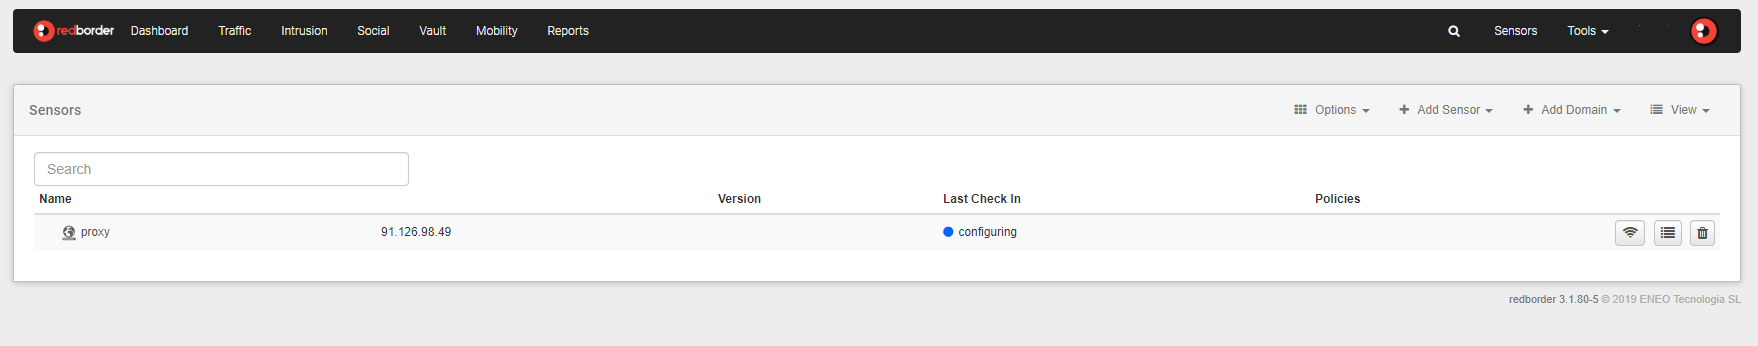 redborder Dashboard Traffic Intrusion Social Vault Mobility Reports Sensors Tools
Sensors Options Add Sensor Add Domain View
Search
Name Version Last Check In Policies
proxy 91.126.98.49 configuring
redborder 3.1.80-5 © 2019 ENEO Tecnologia SL